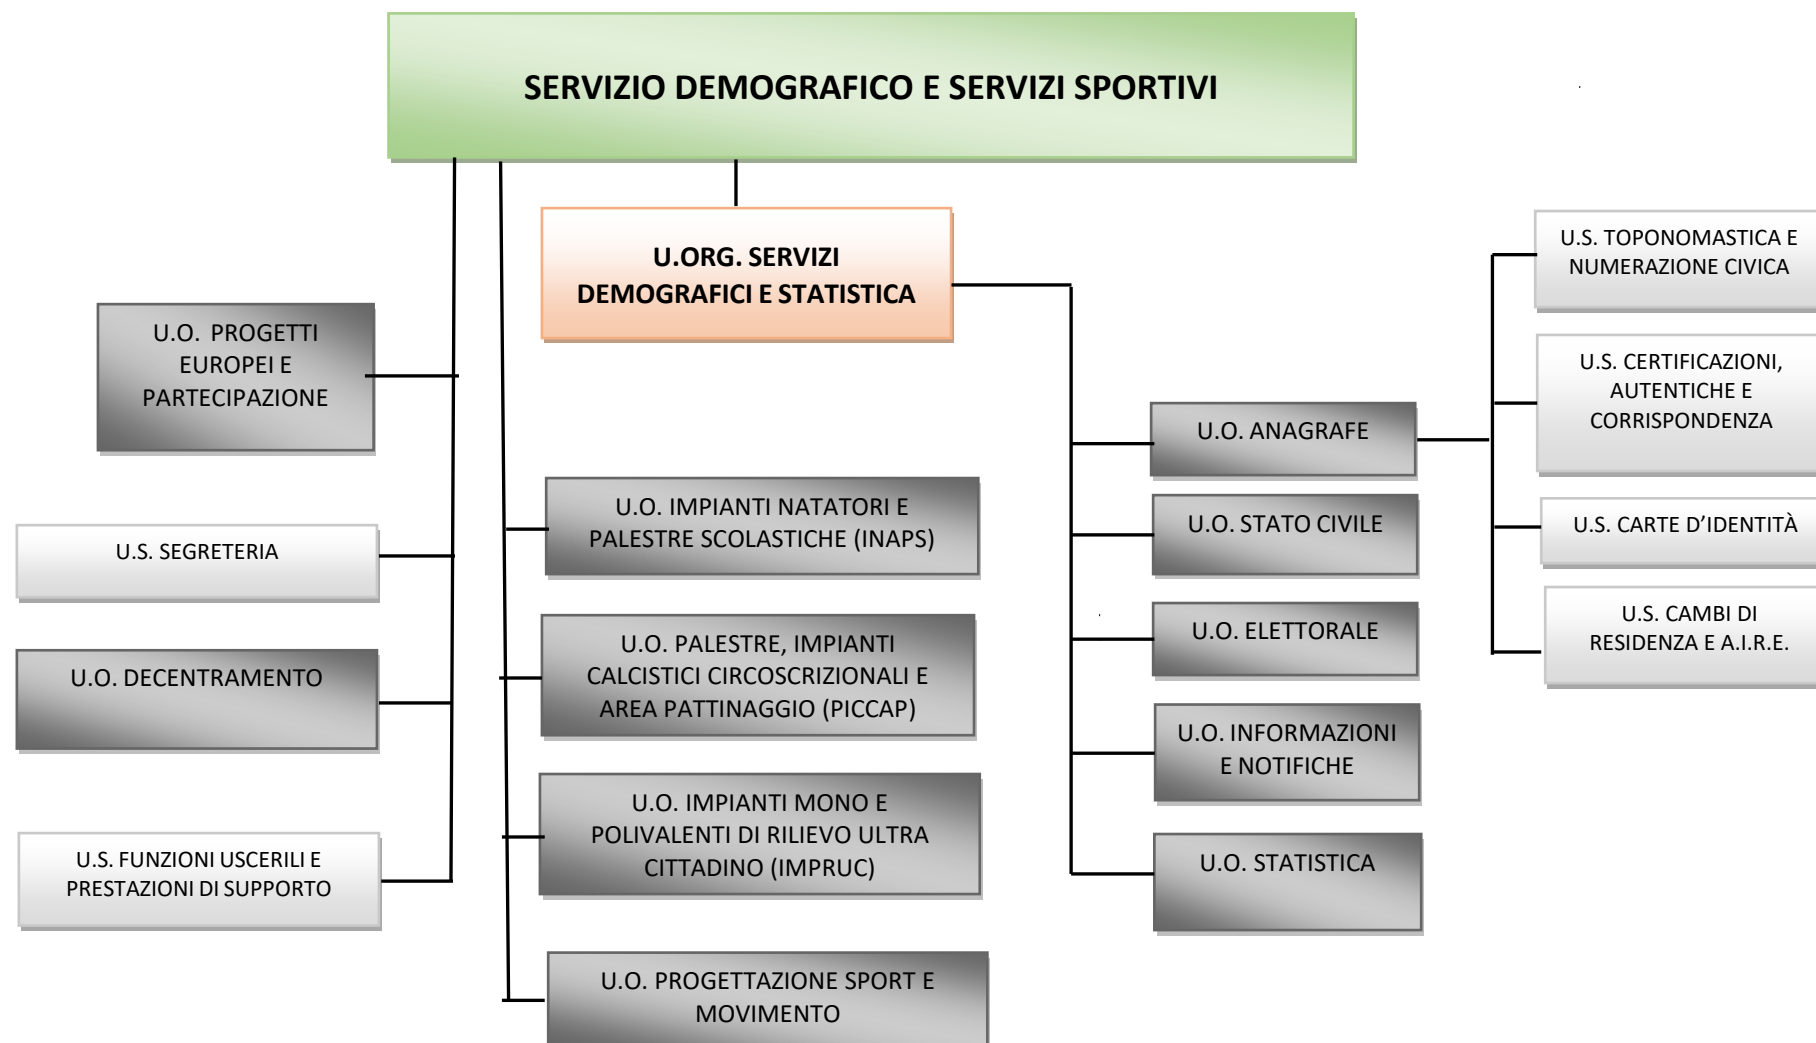 SERVIZIO DEMOGRAFICO E SERVIZI SPORTIVI
U.ORG. SERVIZI
DEMOGRAFICI E STATISTICA
U.O. PROGETTI
EUROPEI E
PARTECIPAZIONE
U.S. SEGRETERIA
U.O. DECENTRAMENTO
U.S. FUNZIONI USCERILI E
PRESTAZIONI DI SUPPORTO
U.O. IMPIANTI NATATORI E
PALESTRE SCOLASTICHE (INAPS)
U.O. PALESTRE, IMPIANTI
CALCISTICI CIRCOSCRIZIONALI E
AREA PATTINAGGIO (PICCAP)
U.O. IMPIANTI MONO E
POLIVALENTI DI RILIEVO ULTRA
CITTADINO (IMPRUC)
U.O. PROGETTAZIONE SPORT E
MOVIMENTO
U.O. ANAGRAFE
U.O. STATO CIVILE
U.O. ELETTORALE
U.O. INFORMAZIONI
E NOTIFICHE
U.O. STATISTICA
U.S. TOPONOMASTICA E
NUMERAZIONE CIVICA
U.S. CERTIFICAZIONI,
AUTENTICHE E
CORRISPONDENZA
U.S. CARTE D’IDENTITÀ
U.S. CAMBI DI
RESIDENZA E A.I.R.E.